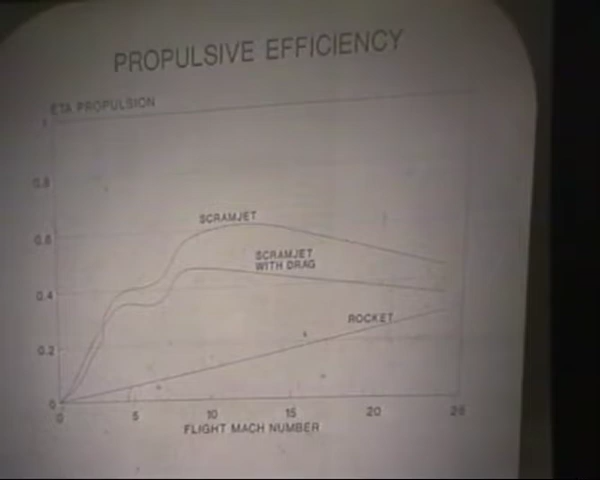 PROPULSIVE EFFICIENCY
ETA PROPULSION
1
0.8
SCRAMJET
0.6
SCRAMJET
WITH DRAG
0.4
ROCKET
0.2
0
0 5 10 15 20 25
FLIGHT MACH NUMBER